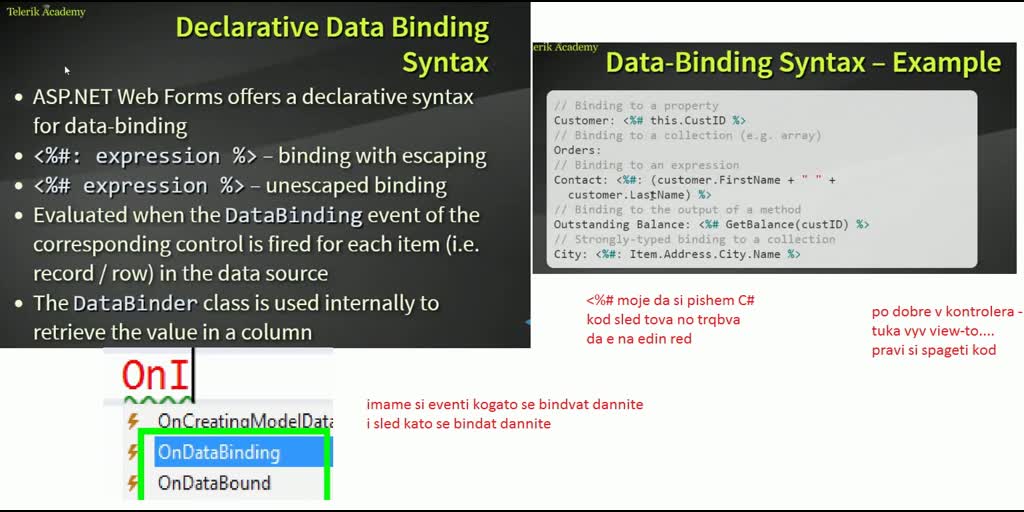 Telerik Academy
Declarative Data Binding
Syntax
• ASP.NET Web Forms offers a declarative syntax
for data-binding
• <%#: expression %> – binding with escaping
• <%# expression %> – unescaped binding
• Evaluated when the DataBinding event of the
corresponding control is fired for each item (i.e.
record / row) in the data source
• The DataBinder class is used internally to
retrieve the value in a column
erik Academy
Data-Binding Syntax – Example
// Binding to a property
Customer: <%# this.CustID %>
// Binding to a collection (e.g. array)
Orders:
// Binding to an expression
Contact: <%#: (customer.FirstName + " " +
customer.LastName) %>
// Binding to the output of a method
Outstanding Balance: <%# GetBalance(custID) %>
// Strongly-typed binding to a collection
City: <%#: Item.Address.City.Name %>
<%# moje da si pishem C#
kod sled tova no trqbva
da e na edin red
po dobre v kontrolera -
tuka vyv view-to....
pravi si spageti kod
OnI
OnCreatingModelData
OnDataBinding
OnDataBound
imame si eventi kogato se bindvat dannite
i sled kato se bindat dannite